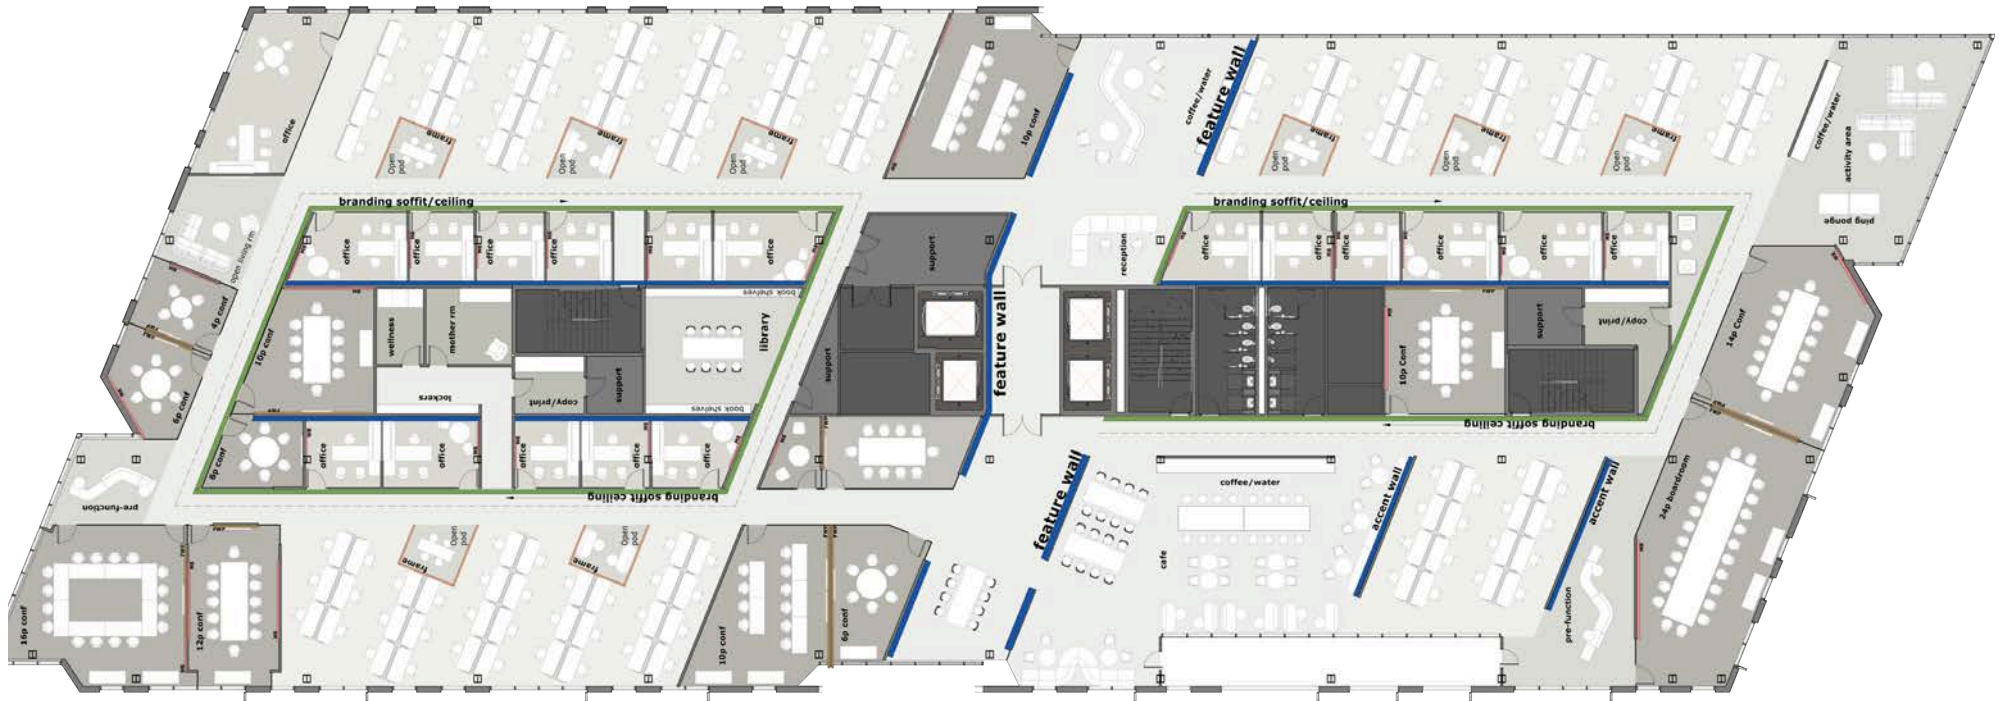 office
open living rm
4p conf
6p conf
pre-function
16p conf
12p conf
Open
pod
frame
Open
pod
frame
Open
pod
frame
10p conf
coffee/water
feature wall
Open
pod
frame
Open
pod
frame
Open
pod
frame
coffee/water
activity area
ping ponge
branding soffit/ceiling
office
office
office
office
office
office
10p conf
wellness
mother rm
book shelves
library
book shelves
lockers
copy/print
support
6p conf
office
office
office
office
office
branding soffit ceiling
support
support
feature wall
reception
branding soffit/ceiling
office
office
office
office
office
office
10p Conf
support
copy/print
branding soffit ceiling
14p Conf
24p boardroom
Open
pod
frame
Open
pod
frame
10p conf
6p conf
feature wall
coffee/water
cafe
accent wall
accent wall
pre-function